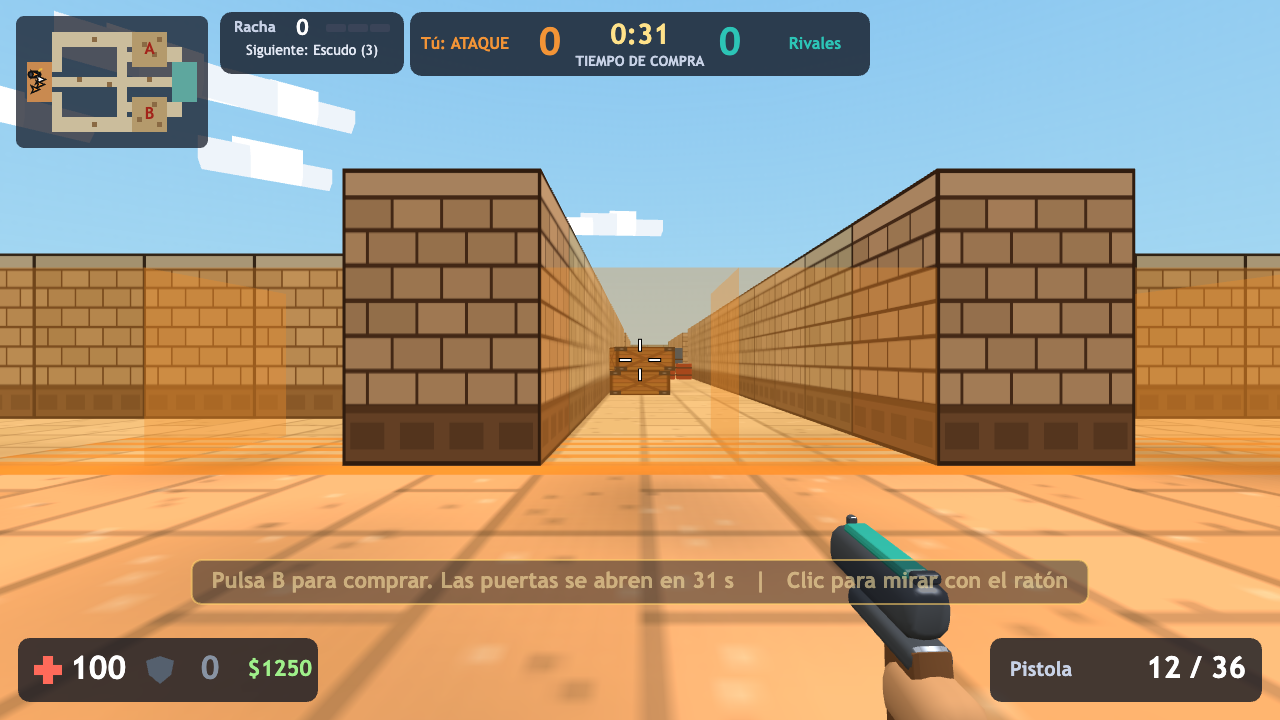 A
B
Racha 0
Siguiente: Escudo (3)
Tú: ATAQUE 0 0:31 0 Rivales
TIEMPO DE COMPRA
Pulsa B para comprar. Las puertas se abren en 31 s | Clic para mirar con el ratón
100 0 $1250
Pistola 12 / 36